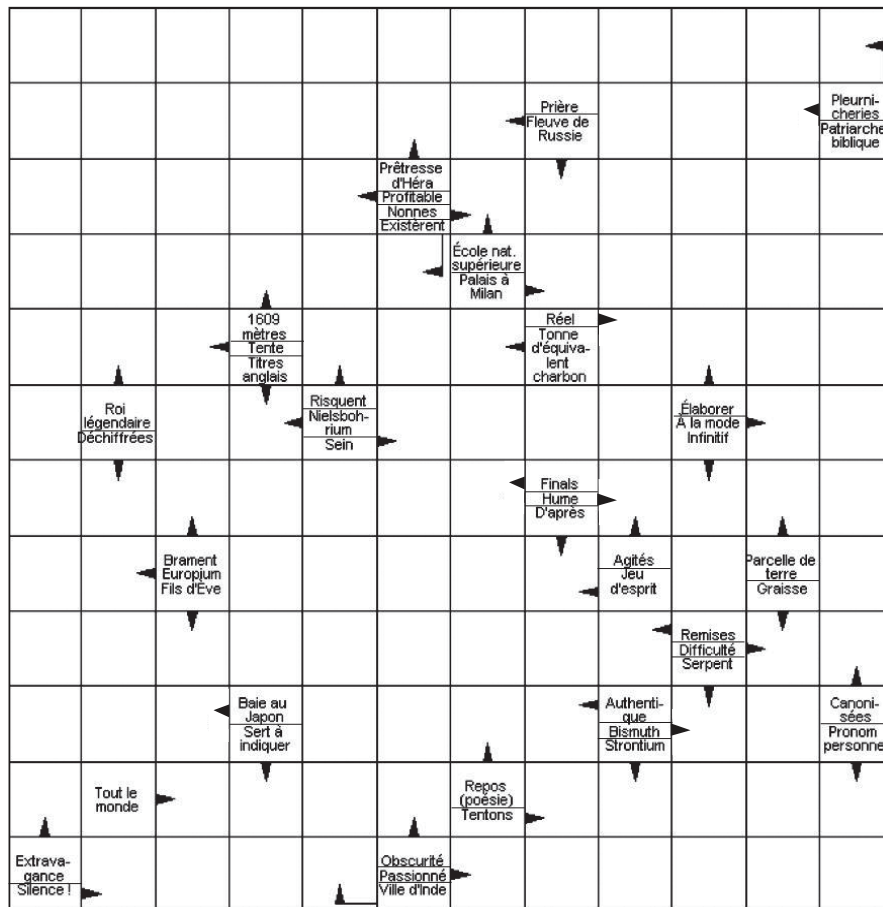 Prière
Fleuve de
Russie
Pleurni-
cheries
Patriarche
biblique
Prêtresse
d'Héra
Profitable
Nonnes
Existèrent
École nat.
supérieure
Palais à
Milan
1609
mètres
Tente
Titres
anglais
Réel
Tonne
d'équiva-
lent
charbon
Roi
légendaire
Déchiffrées
Risquent
Nielsboh-
rium
Sein
Élaborer
À la mode
Infinitif
Finals
Hume
D'après
Brament
Europium
Fils d'Ève
Agités
Jeu
d'esprit
Parcelle de
terre
Graisse
Remises
Difficulté
Serpent
Baie au
Japon
Sert à
indiquer
Authenti-
que
Bismuth
Strontium
Canoni-
sées
Pronom
personne
Tout le
monde
Repos
(poésie)
Tentons
Extrava-
gance
Silence !
Obscurité
Passionné
Ville d'Inde